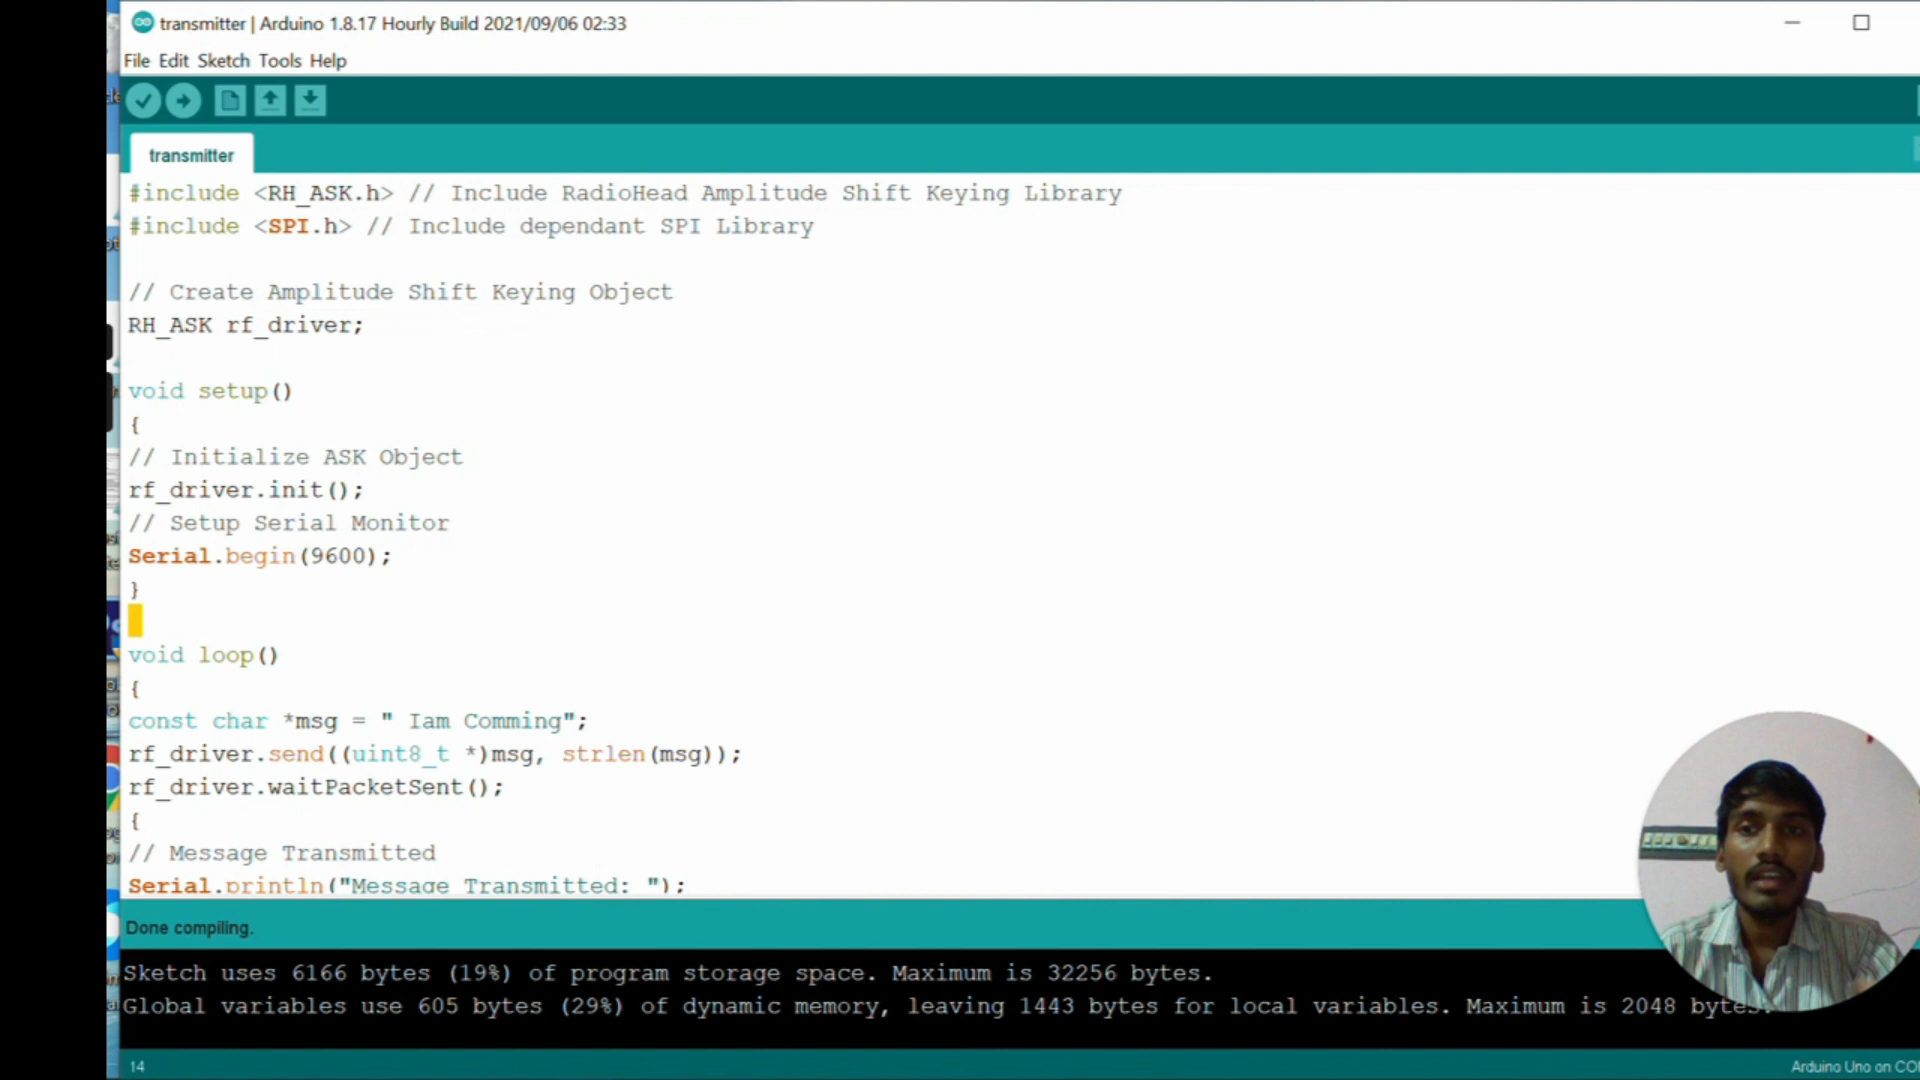 transmitter | Arduino 1.8.17 Hourly Build 2021/09/06 02:33
File Edit Sketch Tools Help
transmitter
#include <RH_ASK.h> // Include RadioHead Amplitude Shift Keying Library
#include <SPI.h> // Include dependant SPI Library
// Create Amplitude Shift Keying Object
RH_ASK rf_driver;
void setup()
{
// Initialize ASK Object
rf_driver.init();
// Setup Serial Monitor
Serial.begin(9600);
}
void loop()
{
const char *msg = " Iam Comming";
rf_driver.send((uint8_t *)msg, strlen(msg));
rf_driver.waitPacketSent();
{
// Message Transmitted
Serial.println("Message Transmitted: ");
Done compiling.
Sketch uses 6166 bytes (19%) of program storage space. Maximum is 32256 bytes.
Global variables use 605 bytes (29%) of dynamic memory, leaving 1443 bytes for local variables. Maximum is 2048 bytes.
14
Arduino Uno on CO